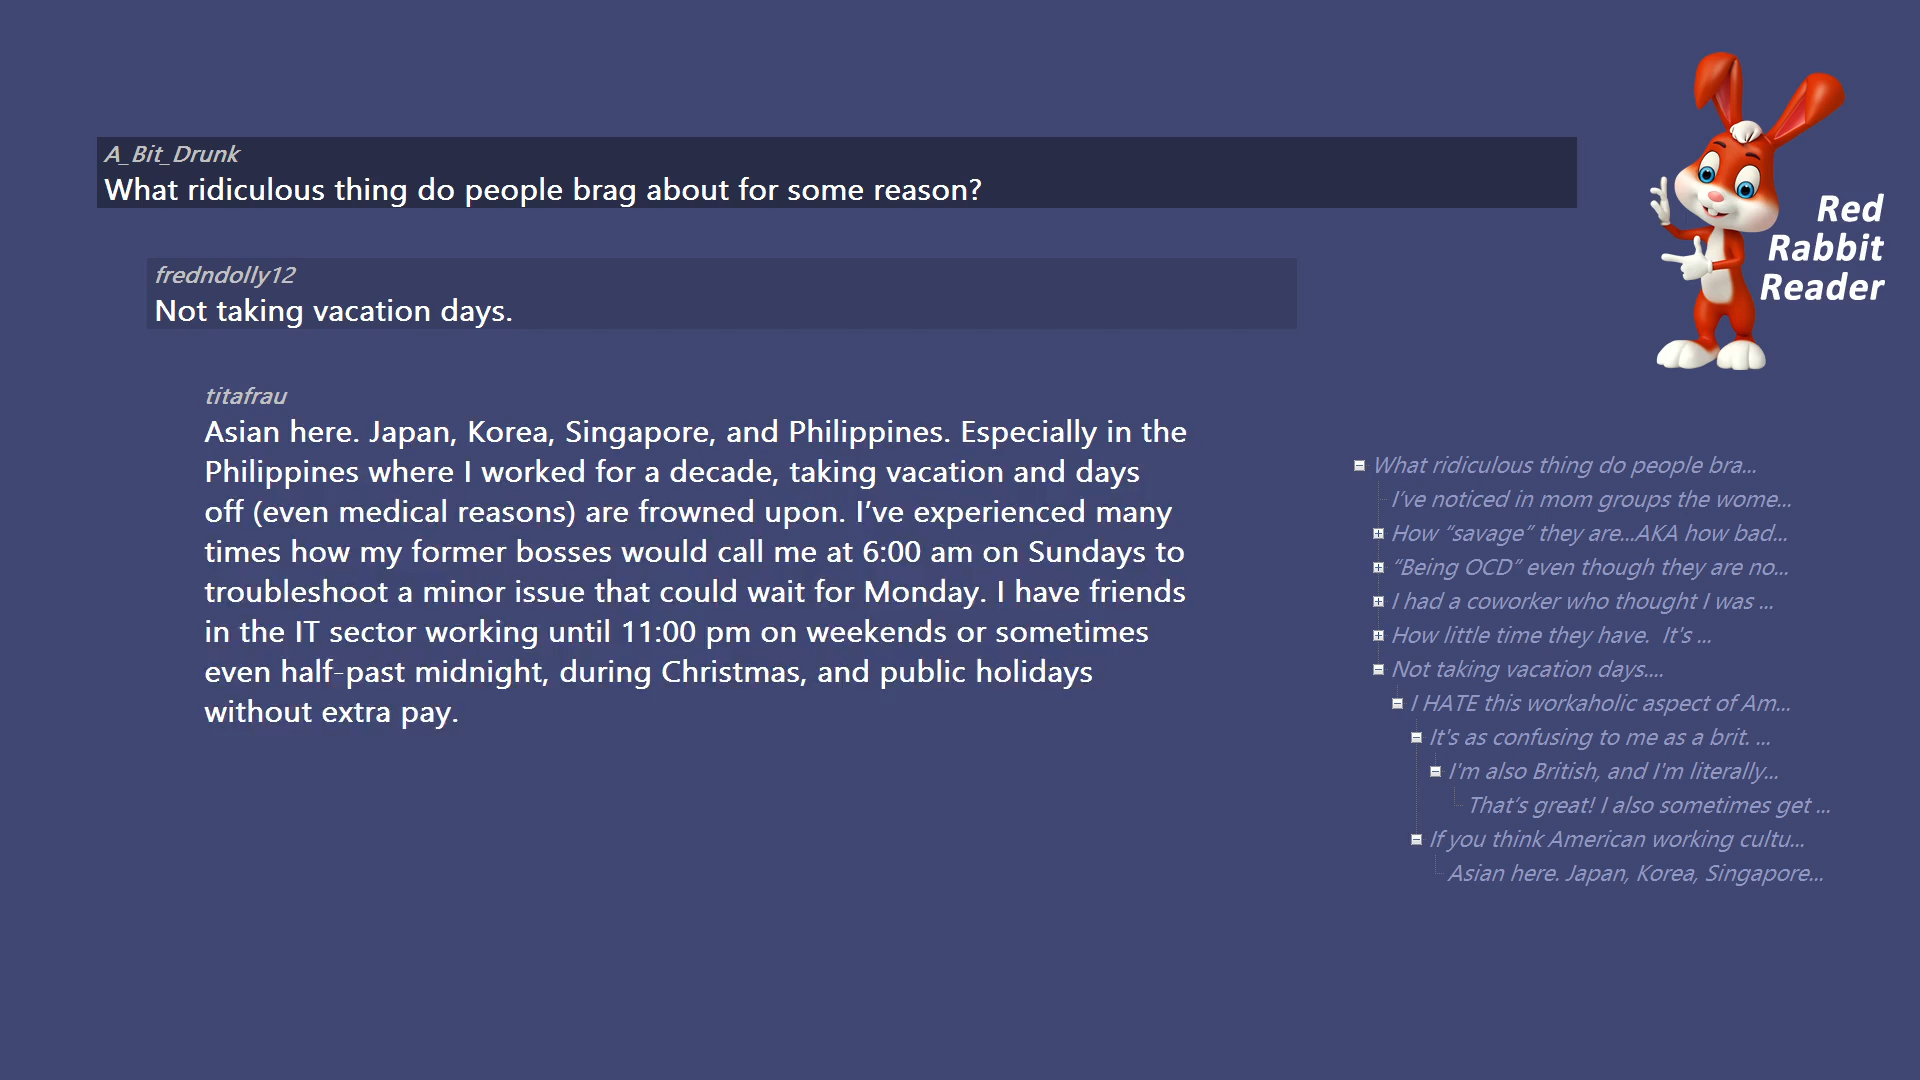 A_Bit_Drunk
What ridiculous thing do people brag about for some reason?
fredndolly12
Not taking vacation days.
titafrau
Asian here. Japan, Korea, Singapore, and Philippines. Especially in the
Philippines where I worked for a decade, taking vacation and days
off (even medical reasons) are frowned upon. I’ve experienced many
times how my former bosses would call me at 6:00 am on Sundays to
troubleshoot a minor issue that could wait for Monday. I have friends
in the IT sector working until 11:00 pm on weekends or sometimes
even half-past midnight, during Christmas, and public holidays
without extra pay.
Red
Rabbit
Reader
What ridiculous thing do people bra...
I’ve noticed in mom groups the wome...
How “savage” they are...AKA how bad...
“Being OCD” even though they are no...
I had a coworker who thought I was ...
How little time they have.  It's ...
Not taking vacation days....
I HATE this workaholic aspect of Am...
It's as confusing to me as a brit. ...
I'm also British, and I'm literally...
That’s great! I also sometimes get ...
If you think American working cultu...
Asian here. Japan, Korea, Singapore...